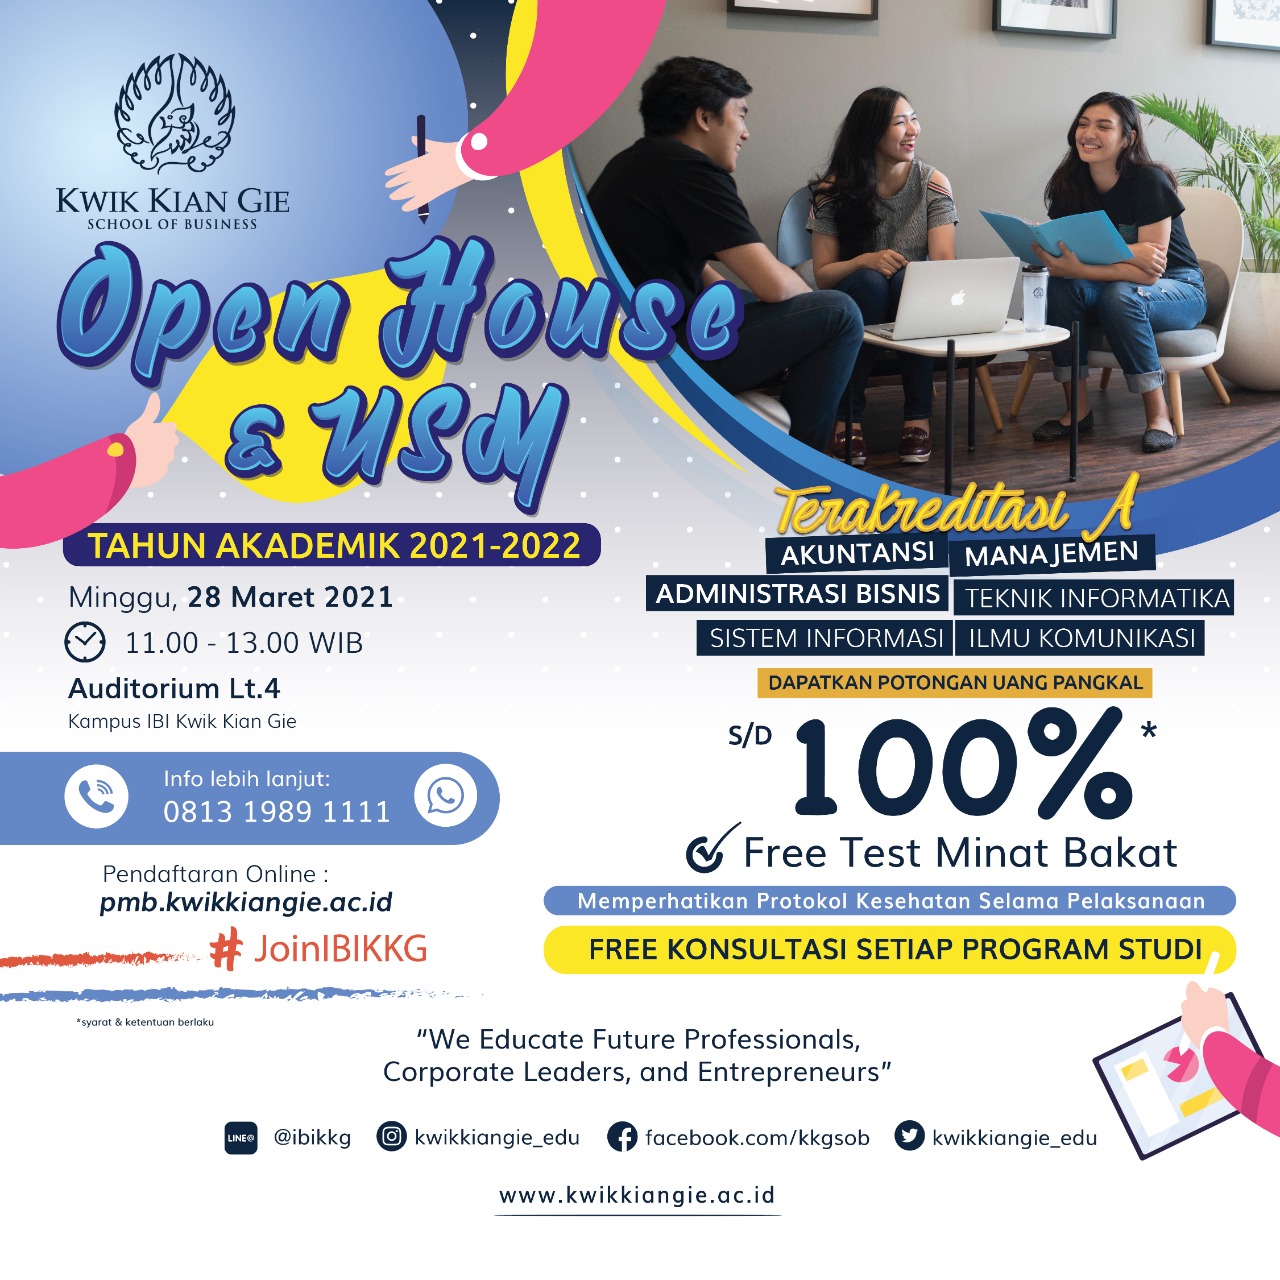 KWIK KIAN GIE
SCHOOL OF BUSINESS
Open House
& USM
TAHUN AKADEMIK 2021-2022
Minggu, 28 Maret 2021
11.00 - 13.00 WIB
Auditorium Lt.4
Kampus IBI Kwik Kian Gie
Info lebih lanjut:
0813 1989 1111
Pendaftaran Online :
pmb.kwikkiangie.ac.id
# JoinIBIKKG
*syarat & ketentuan berlaku
Terakreditasi A
AKUNTANSI MANAJEMEN
ADMINISTRASI BISNIS TEKNIK INFORMATIKA
SISTEM INFORMASI ILMU KOMUNIKASI
DAPATKAN POTONGAN UANG PANGKAL
S/D 100%*
Free Test Minat Bakat
Memperhatikan Protokol Kesehatan Selama Pelaksanaan
FREE KONSULTASI SETIAP PROGRAM STUDI
“We Educate Future Professionals,
Corporate Leaders, and Entrepreneurs”
LINE@ @ibikkg kwikkiangie_edu facebook.com/kkgsob kwikkiangie_edu
www.kwikkiangie.ac.id